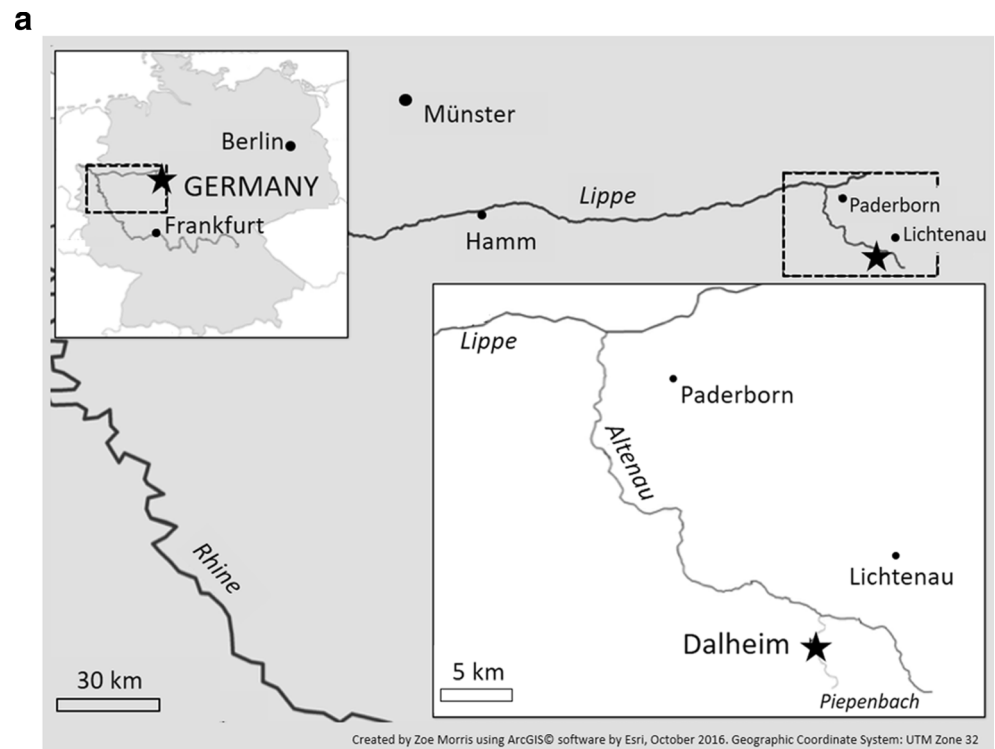 a
Münster
Berlin
GERMANY
Frankfurt
Lippe
Hamm
Paderborn
Lichtenau
Lippe
Paderborn
Altenau
Lichtenau
Dalheim
Piepenbach
5 km
Rhine
30 km
Created by Zoe Morris using ArcGIS© software by Esri, October 2016. Geographic Coordinate System: UTM Zone 32